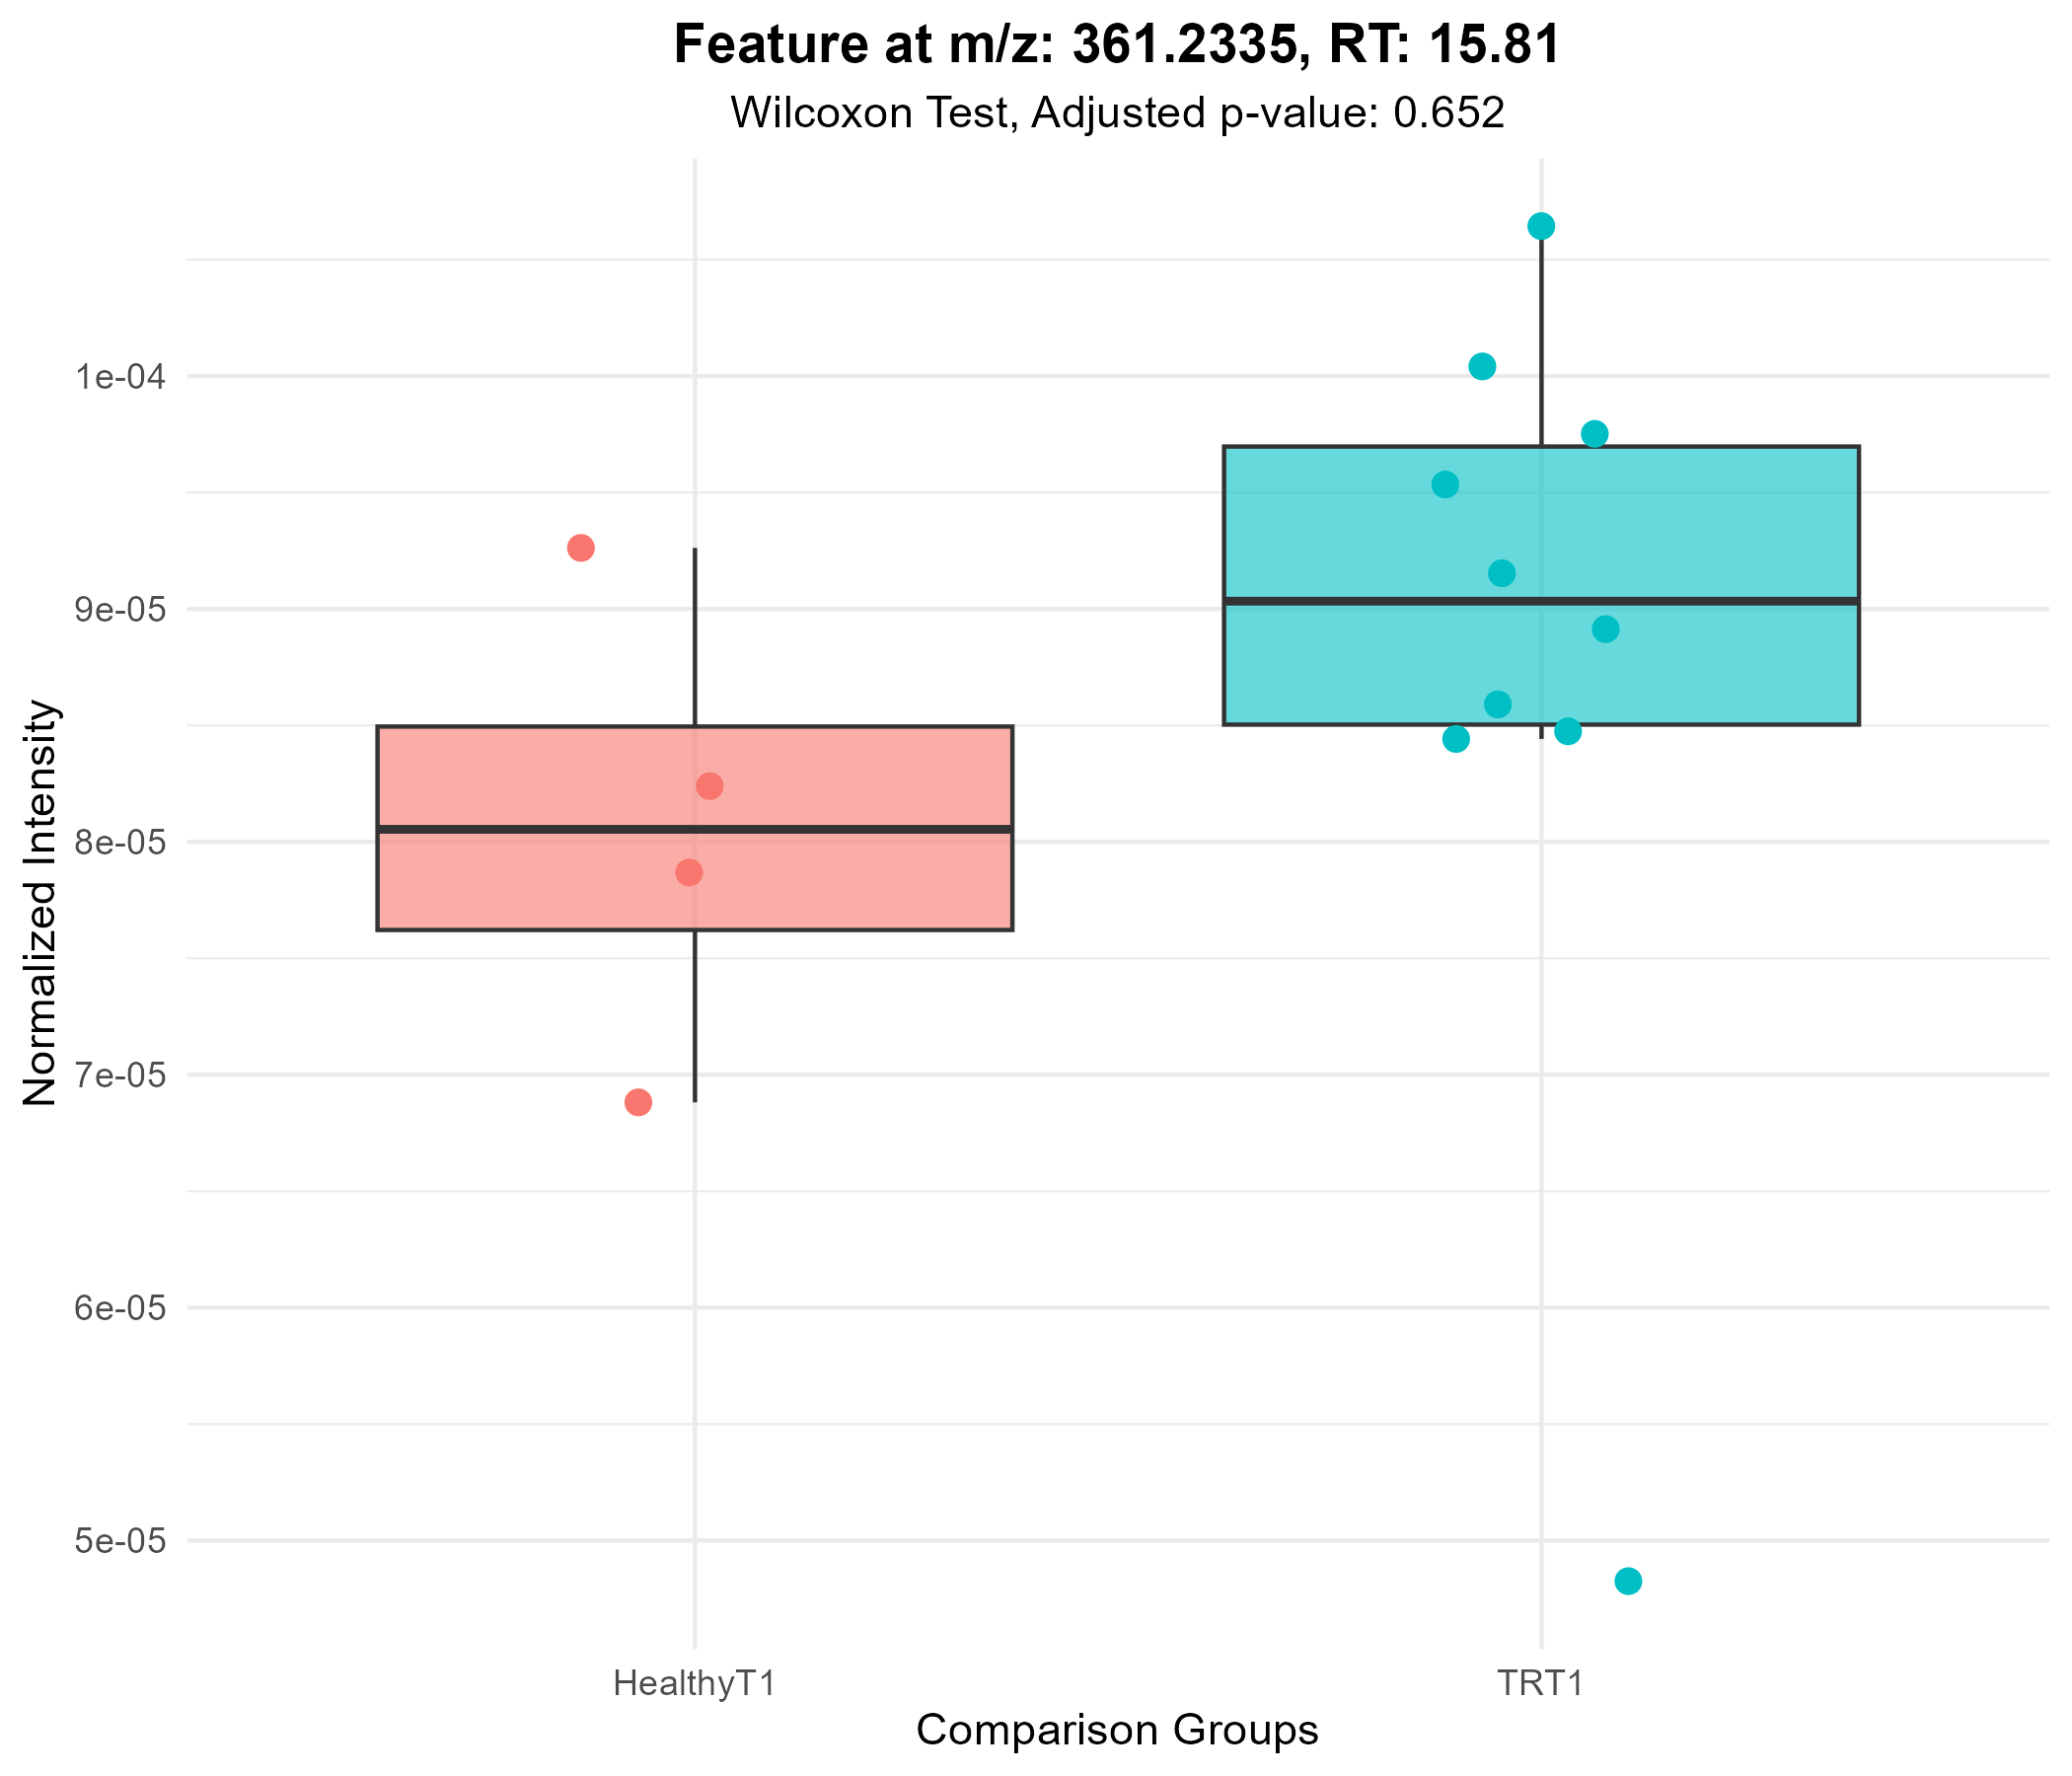 Feature at m/z: 361.2335, RT: 15.81
Wilcoxon Test, Adjusted p-value: 0.652
Normalized Intensity
1e-04
9e-05
8e-05
7e-05
6e-05
5e-05
HealthyT1
TRT1
Comparison Groups